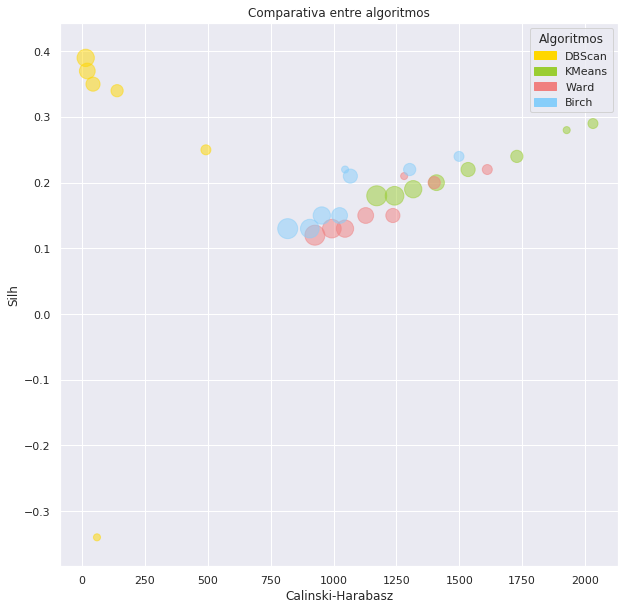 Comparativa entre algoritmos
Algoritmos
DBScan
KMeans
Ward
Birch
Silh
0.4
0.3
0.2
0.1
0.0
−0.1
−0.2
−0.3
0
250
500
750
1000
1250
1500
1750
2000
Calinski-Harabasz